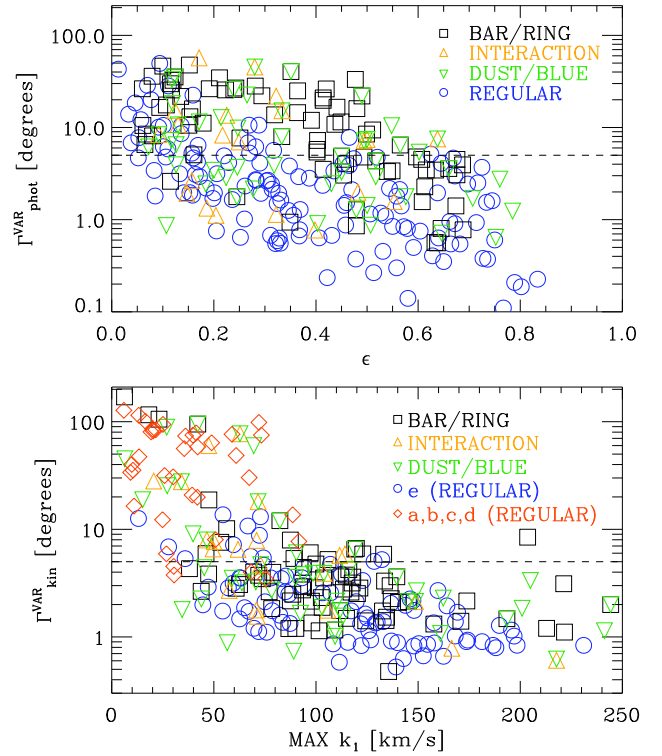 100.0
10.0
1.0
0.1
Γ^VAR_phot [degrees]
BAR/RING
INTERACTION
DUST/BLUE
REGULAR
0.0 0.2 0.4 0.6 0.8 1.0
ϵ
100
10
1
Γ^VAR_kin [degrees]
BAR/RING
INTERACTION
DUST/BLUE
e (REGULAR)
a,b,c,d (REGULAR)
0 50 100 150 200 250
MAX k_1 [km/s]